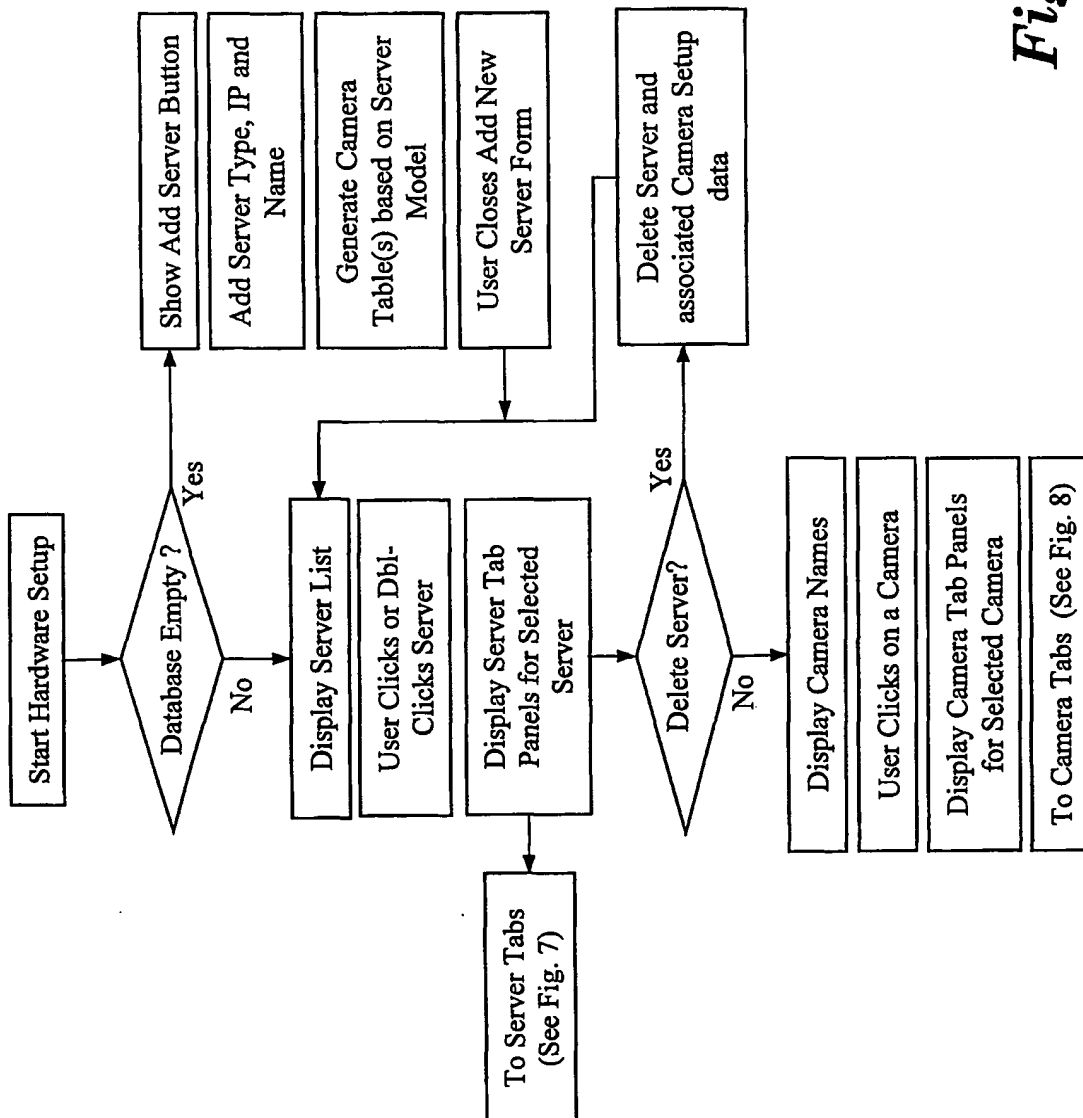 Start Hardware Setup
Database Empty ?
Yes
No
Show Add Server Button
Add Server Type, IP and
Name
Generate Camera
Table(s) based on Server
Model
User Closes Add New
Server Form
Display Server List
User Clicks or Dbl-
Clicks Server
Display Server Tab
Panels for Selected
Server
To Server Tabs
(See Fig. 7)
Delete Server?
Yes
No
Delete Server and
associated Camera Setup
data
Display Camera Names
User Clicks on a Camera
Display Camera Tab Panels
for Selected Camera
To Camera Tabs (See Fig. 8)